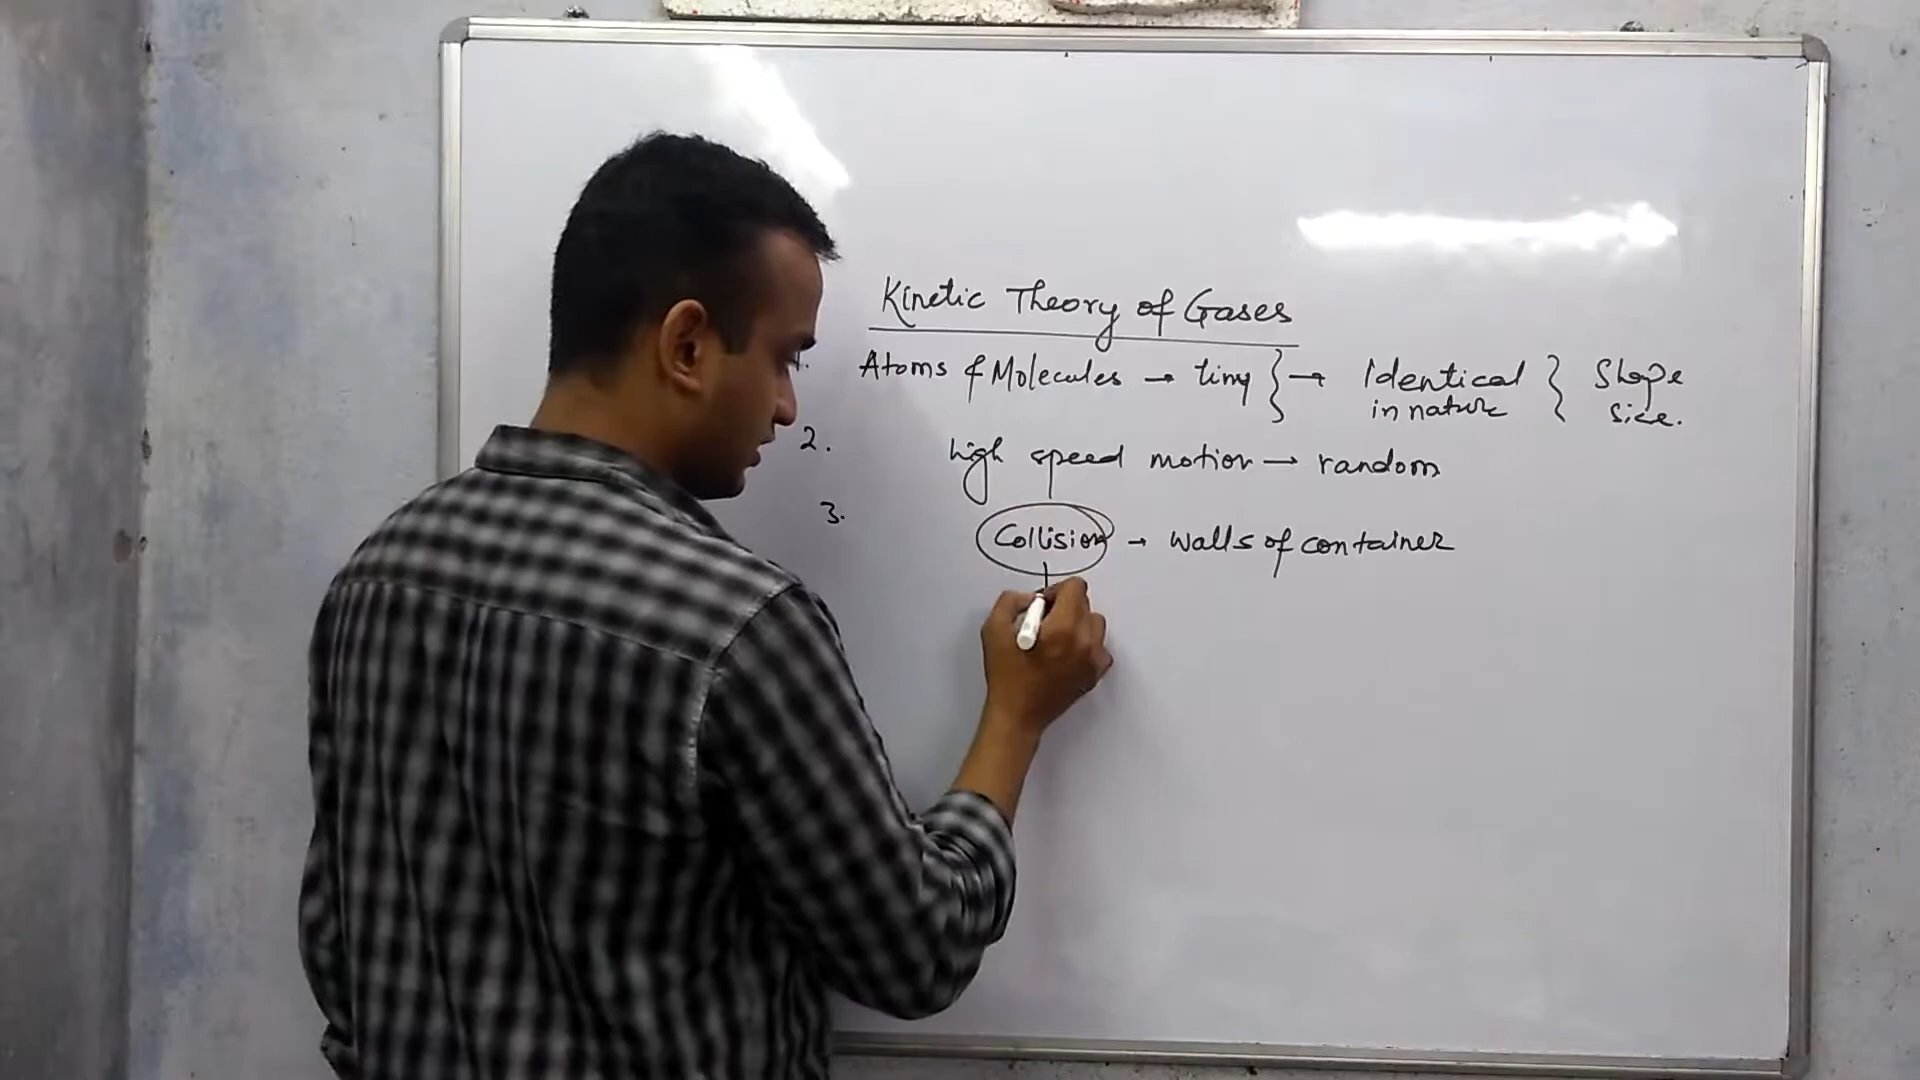 Kinetic Theory of Gases
1. Atoms & Molecules → tiny } → Identical in nature } Shape size.
2. high speed motion → random
3. Collision → walls of container